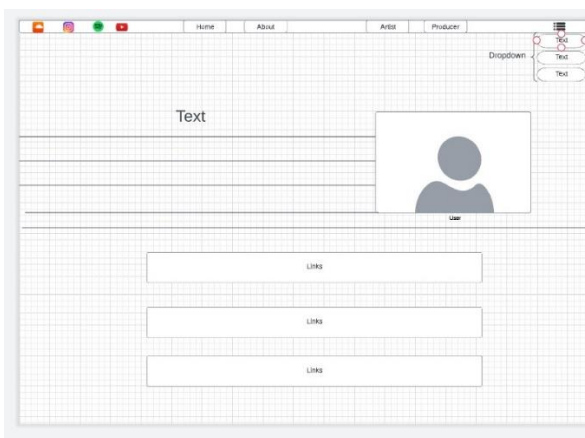 Home About Artist Producer
Text
Dropdown Text
Text
Text
User
Links
Links
Links